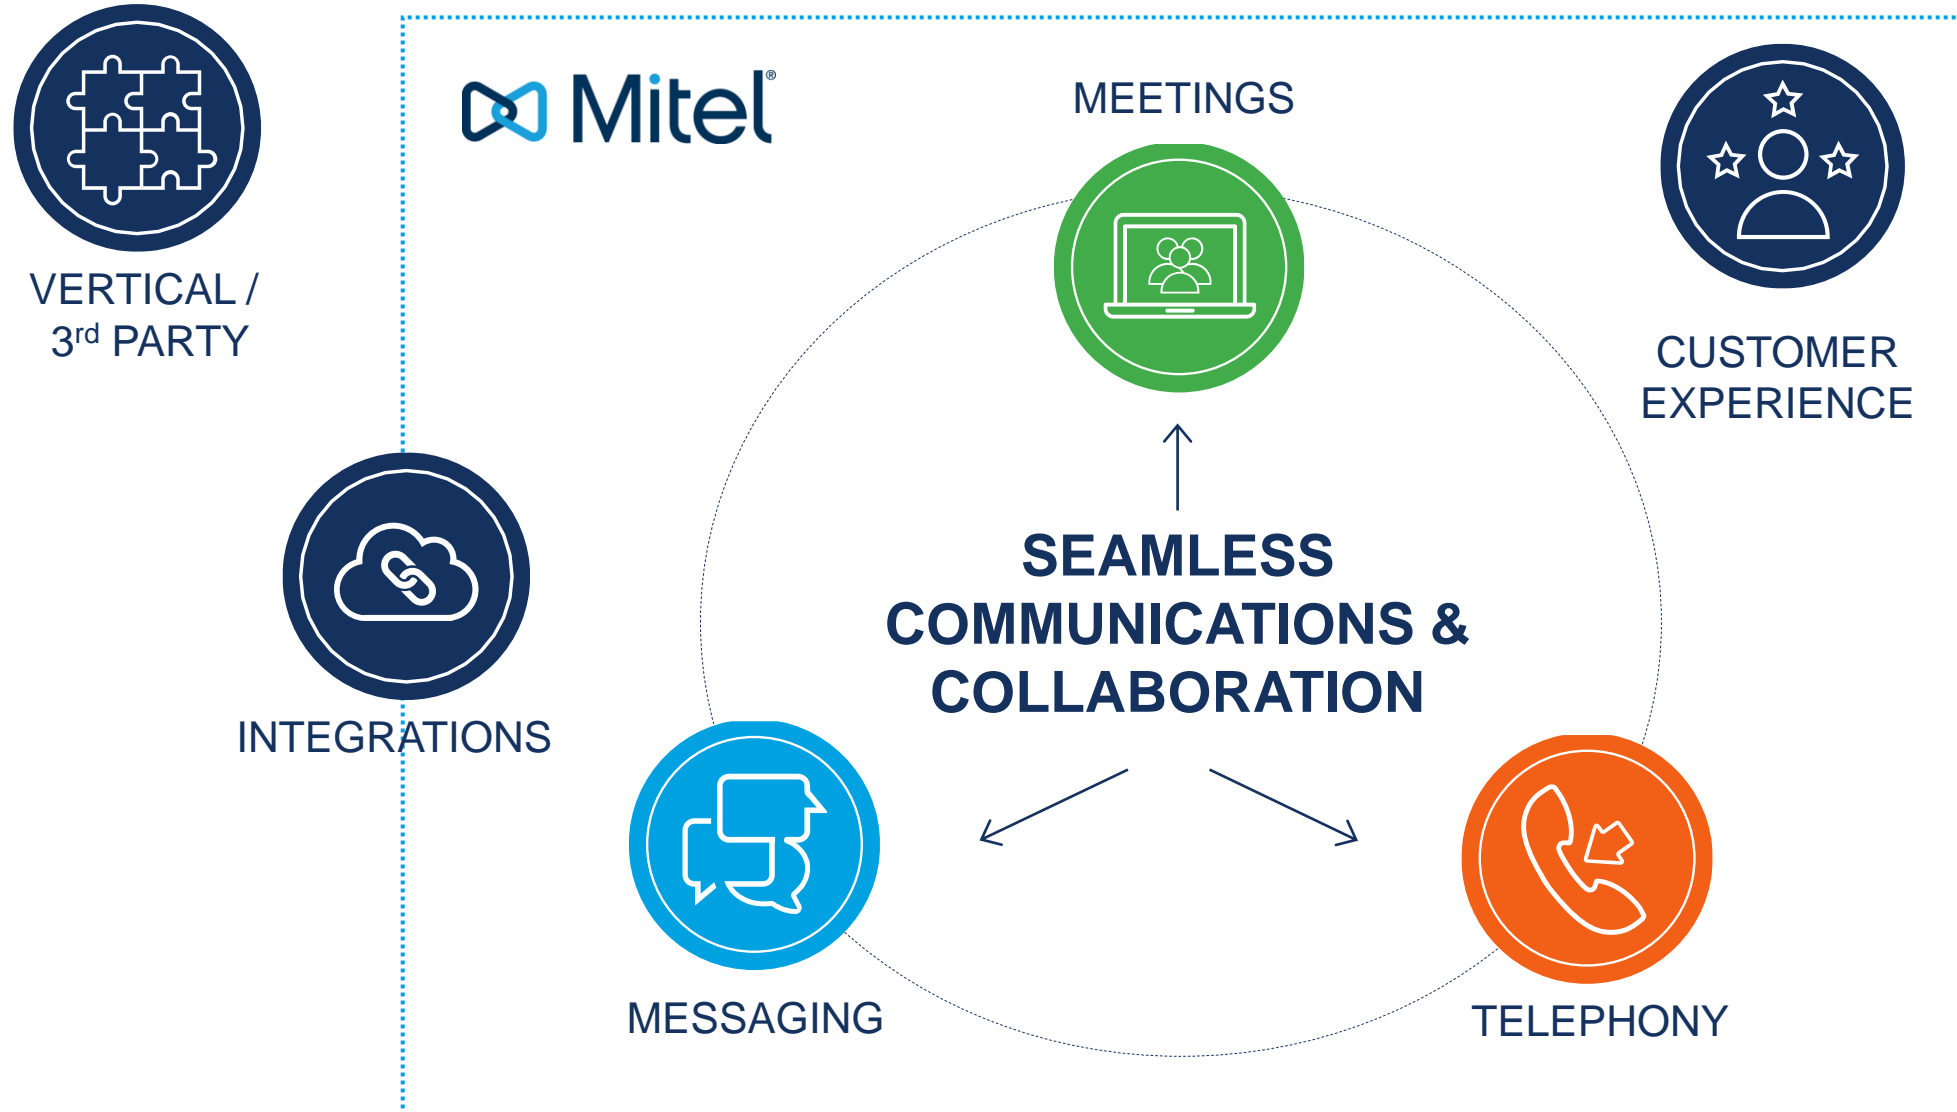 Mitel®
MEETINGS
VERTICAL /
3rd PARTY
CUSTOMER
EXPERIENCE
SEAMLESS
COMMUNICATIONS &
COLLABORATION
INTEGRATIONS
MESSAGING
TELEPHONY